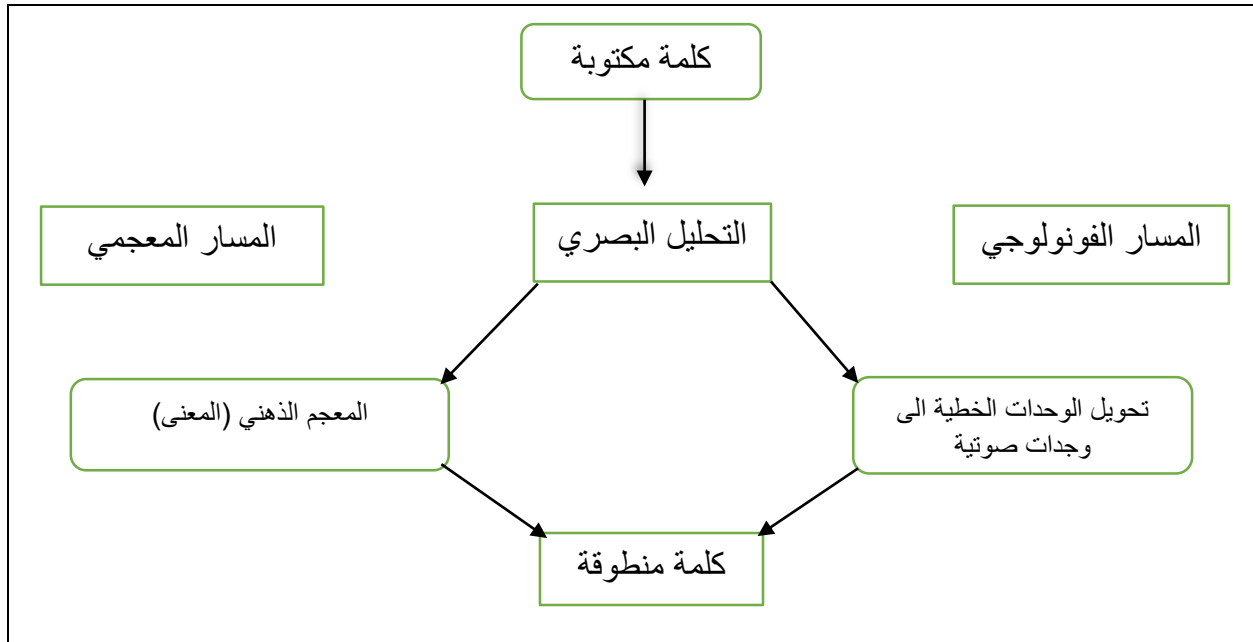 كلمة مكتوبة
المسار الفونولوجي
التحليل البصري
المسار المعجمي
تحويل الوحدات الخطية الى
وجدات صوتية
المعجم الذهني (المعنى)
كلمة منطوقة